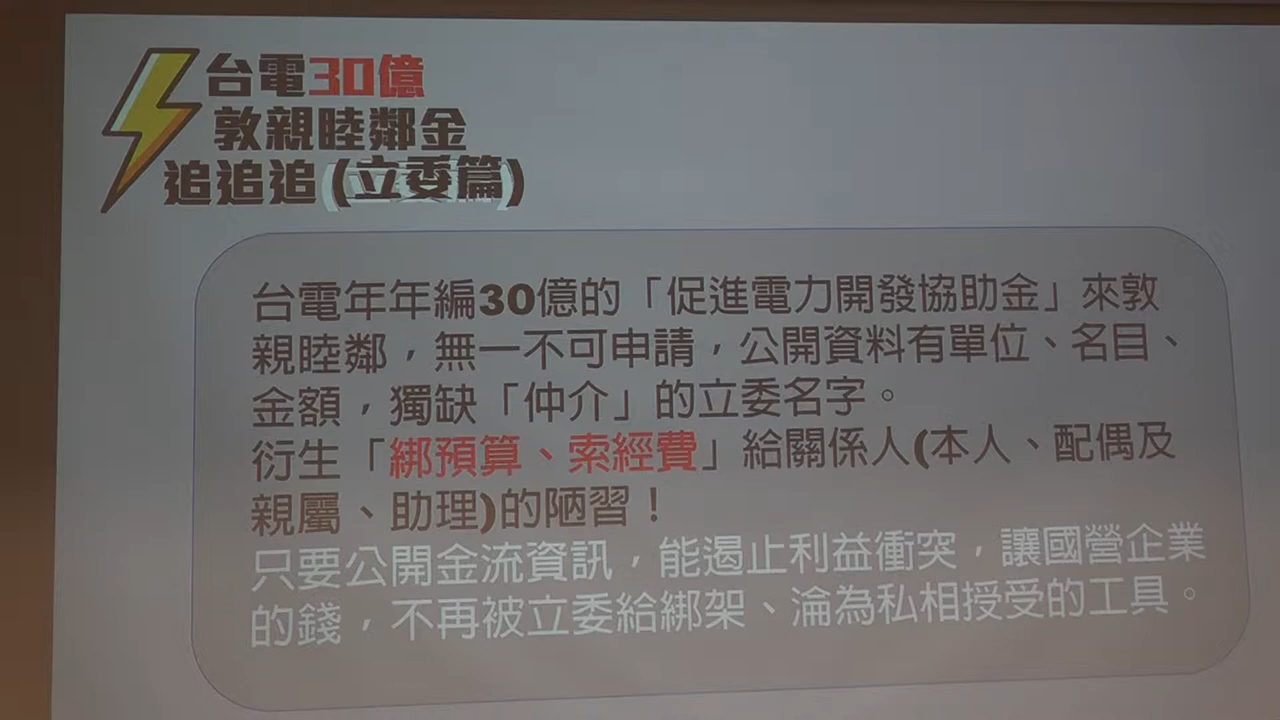 台電30億
敦親睦鄰金
追追追(立委篇)
台電年年編30億的「促進電力開發協助金」來敦
親睦鄰，無一不可申請，公開資料有單位、名目、
金額，獨缺「仲介」的立委名字。
衍生「綁預算、索經費」給關係人(本人、配偶及
親屬、助理)的陋習！
只要公開金流資訊，能遏止利益衝突，讓國營企業
的錢，不再被立委給綁架、淪為私相授受的工具。